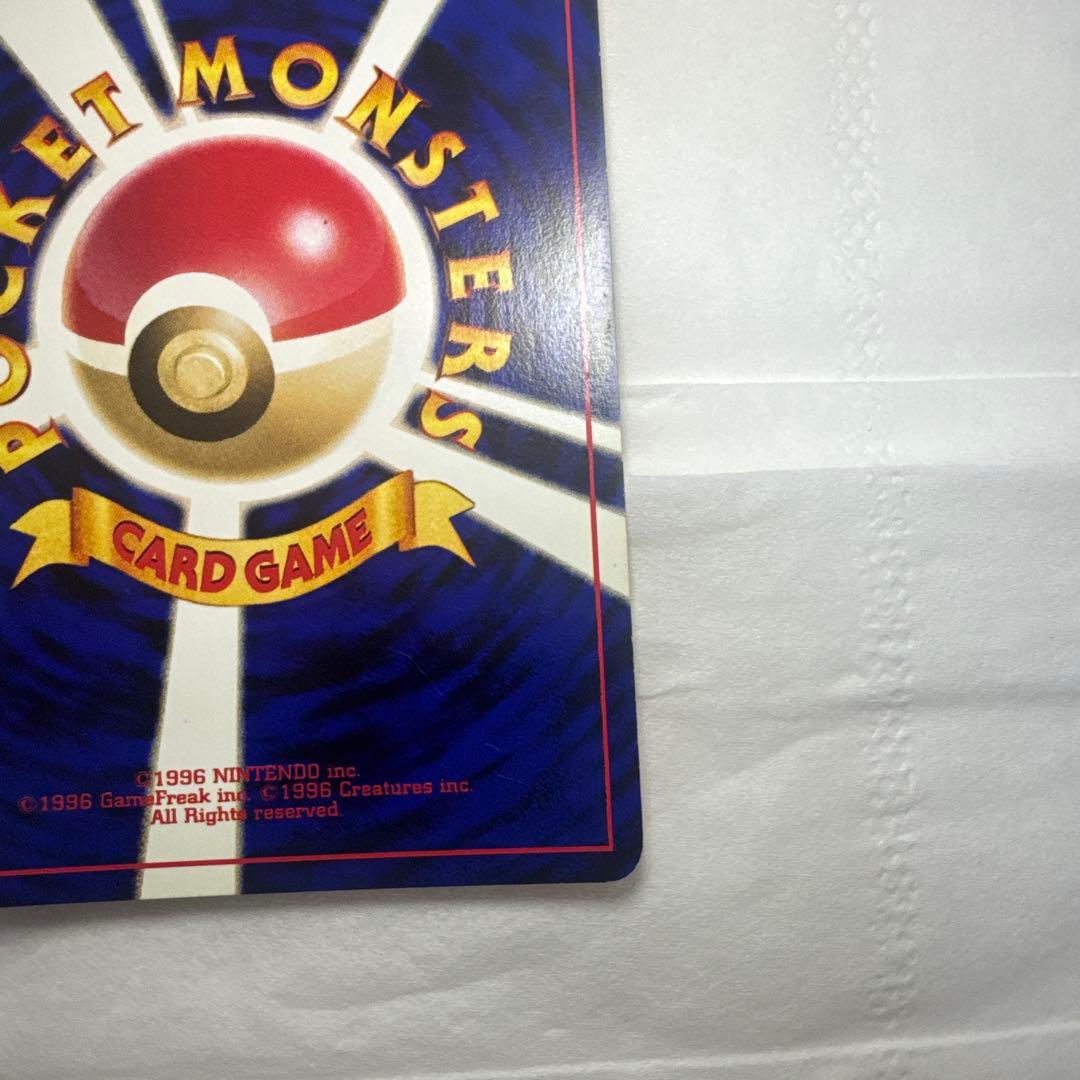 POCKET MONSTERS
CARD GAME
©1996 NINTENDO inc.
©1996 GameFreak inc. ©1996 Creatures inc.
All Rights reserved.